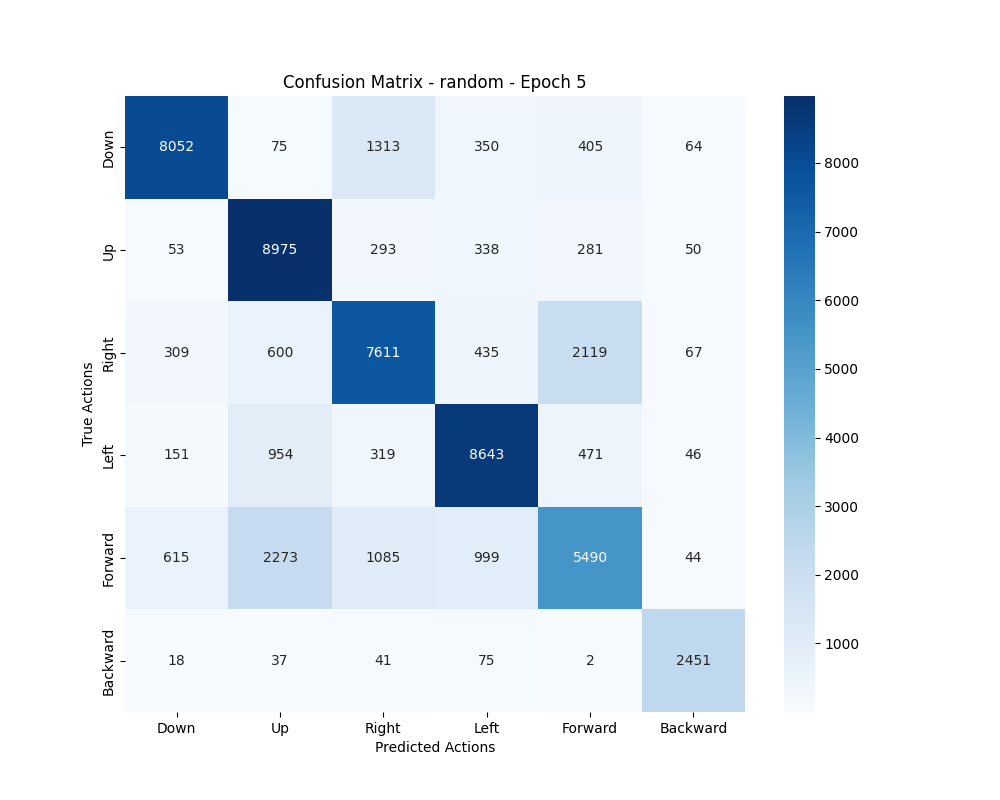 Confusion Matrix - random - Epoch 5
True Actions
Down 8052 75 1313 350 405 64
Up 53 8975 293 338 281 50
Right 309 600 7611 435 2119 67
Left 151 954 319 8643 471 46
Forward 615 2273 1085 999 5490 44
Backward 18 37 41 75 2 2451
Down Up Right Left Forward Backward
Predicted Actions
8000
7000
6000
5000
4000
3000
2000
1000